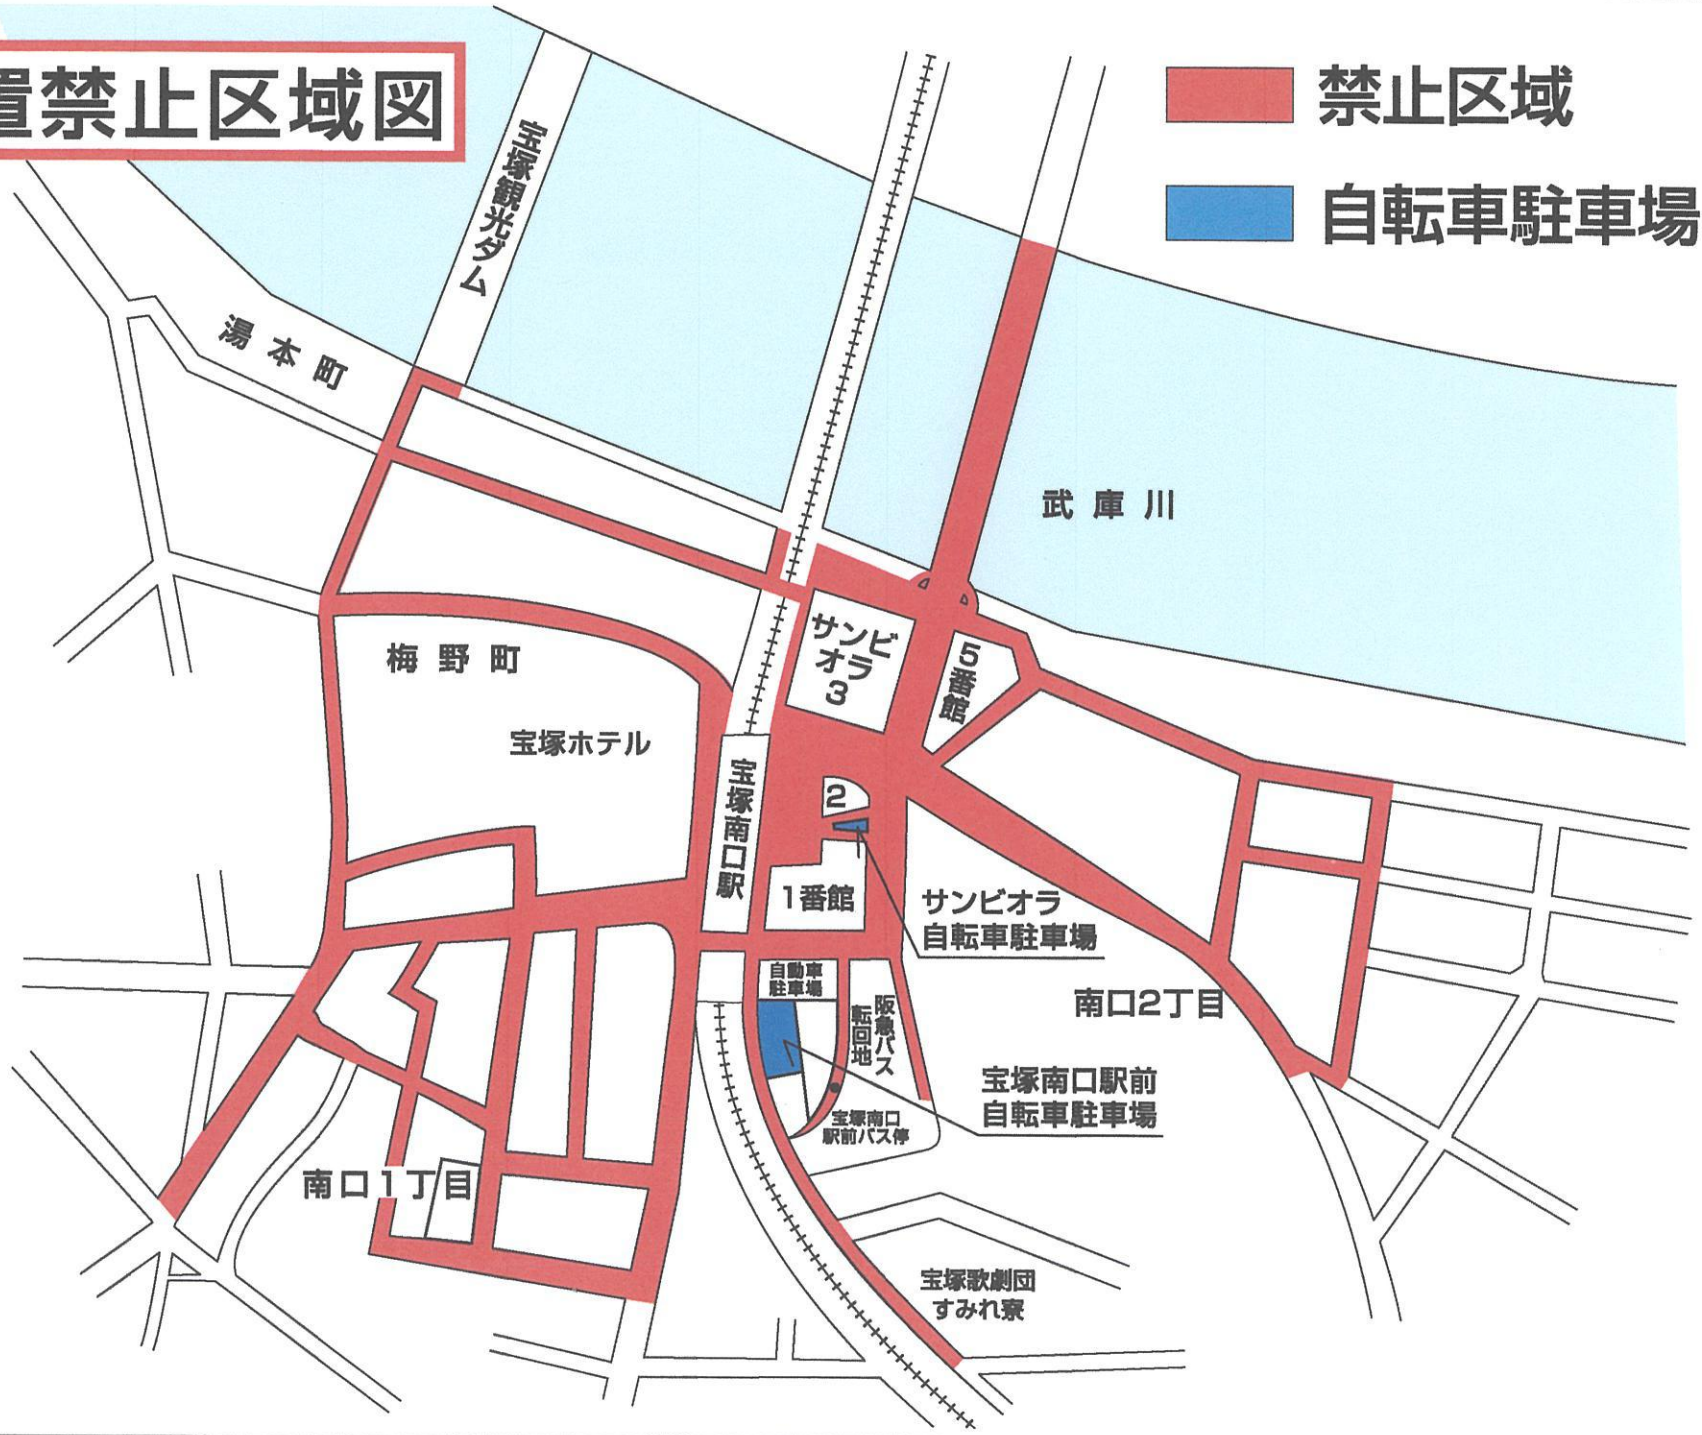 置禁止区域図
禁止区域
自転車駐車場
宝塚観光ダム
湯本町
武庫川
サンビ
オラ
3
5番館
梅野町
宝塚ホテル
宝塚南口駅
2
1番館
サンビオラ
自転車駐車場
自動車
駐車場
阪急バス
転回地
南口2丁目
宝塚南口駅前
自転車駐車場
宝塚南口
駅前バス停
南口1丁目
宝塚歌劇団
すみれ寮